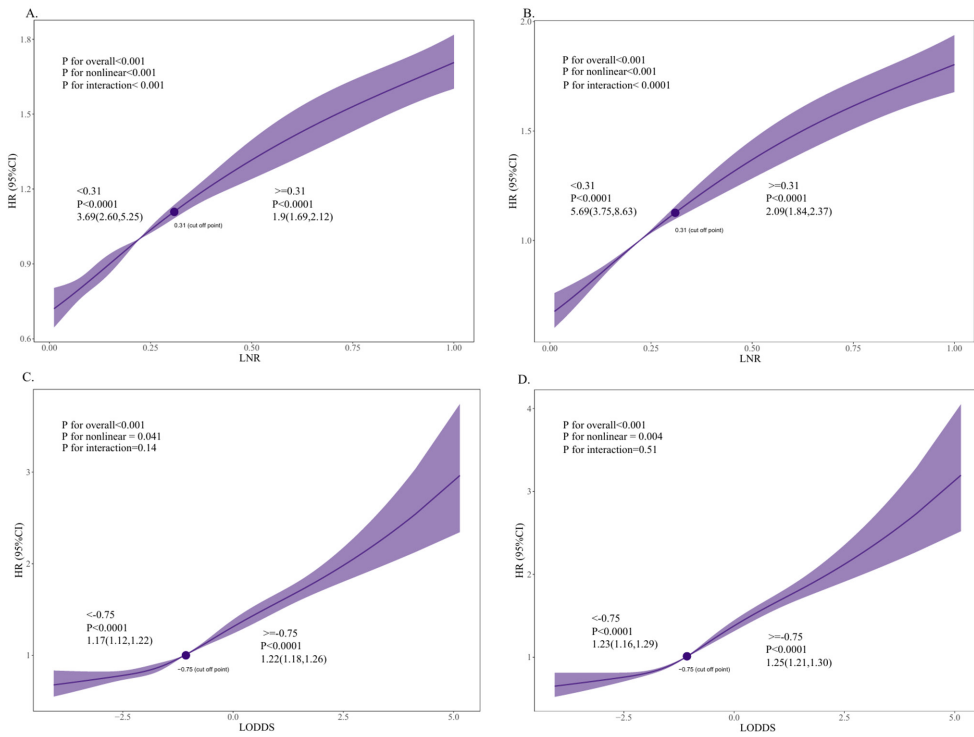 A.
P for overall<0.001
P for nonlinear<0.001
P for interaction< 0.001
<0.31
P<0.0001
3.69(2.60,5.25)
>=0.31
P<0.0001
1.9(1.69,2.12)
0.31 (cut off point)
HR (95%CI)
1.8
1.5
1.2
0.9
0.6
0.00
0.25
0.50
0.75
1.00
LNR
B.
P for overall<0.001
P for nonlinear<0.001
P for interaction< 0.0001
<0.31
P<0.0001
5.69(3.75,8.63)
>=0.31
P<0.0001
2.09(1.84,2.37)
0.31 (cut off point)
HR (95%CI)
2.0
1.5
1.0
0.00
0.25
0.50
0.75
1.00
LNR
C.
P for overall<0.001
P for nonlinear = 0.041
P for interaction=0.14
<-0.75
P<0.0001
1.17(1.12,1.22)
>=-0.75
P<0.0001
1.22(1.18,1.26)
−0.75 (cut off point)
HR (95%CI)
3
2
1
−2.5
0.0
2.5
5.0
LODDS
D.
P for overall<0.001
P for nonlinear = 0.004
P for interaction=0.51
<-0.75
P<0.0001
1.23(1.16,1.29)
>=-0.75
P<0.0001
1.25(1.21,1.30)
−0.75 (cut off point)
HR (95%CI)
4
3
2
1
−2.5
0.0
2.5
5.0
LODDS